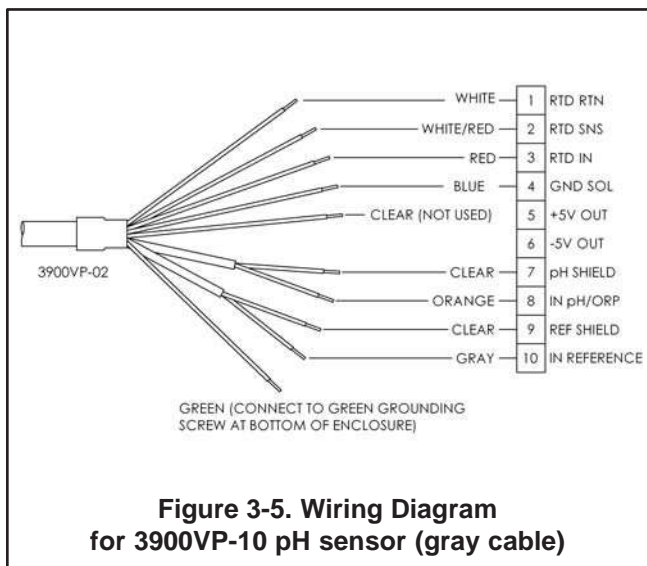 WHITE 1 RTD RTN
WHITE/RED 2 RTD SNS
RED 3 RTD IN
BLUE 4 GND SOL
CLEAR (NOT USED) 5 +5V OUT
6 -5V OUT
3900VP-02
CLEAR 7 pH SHIELD
ORANGE 8 IN pH/ORP
CLEAR 9 REF SHIELD
GRAY 10 IN REFERENCE
GREEN (CONNECT TO GREEN GROUNDING
SCREW AT BOTTOM OF ENCLOSURE)
Figure 3-5. Wiring Diagram
for 3900VP-10 pH sensor (gray cable)